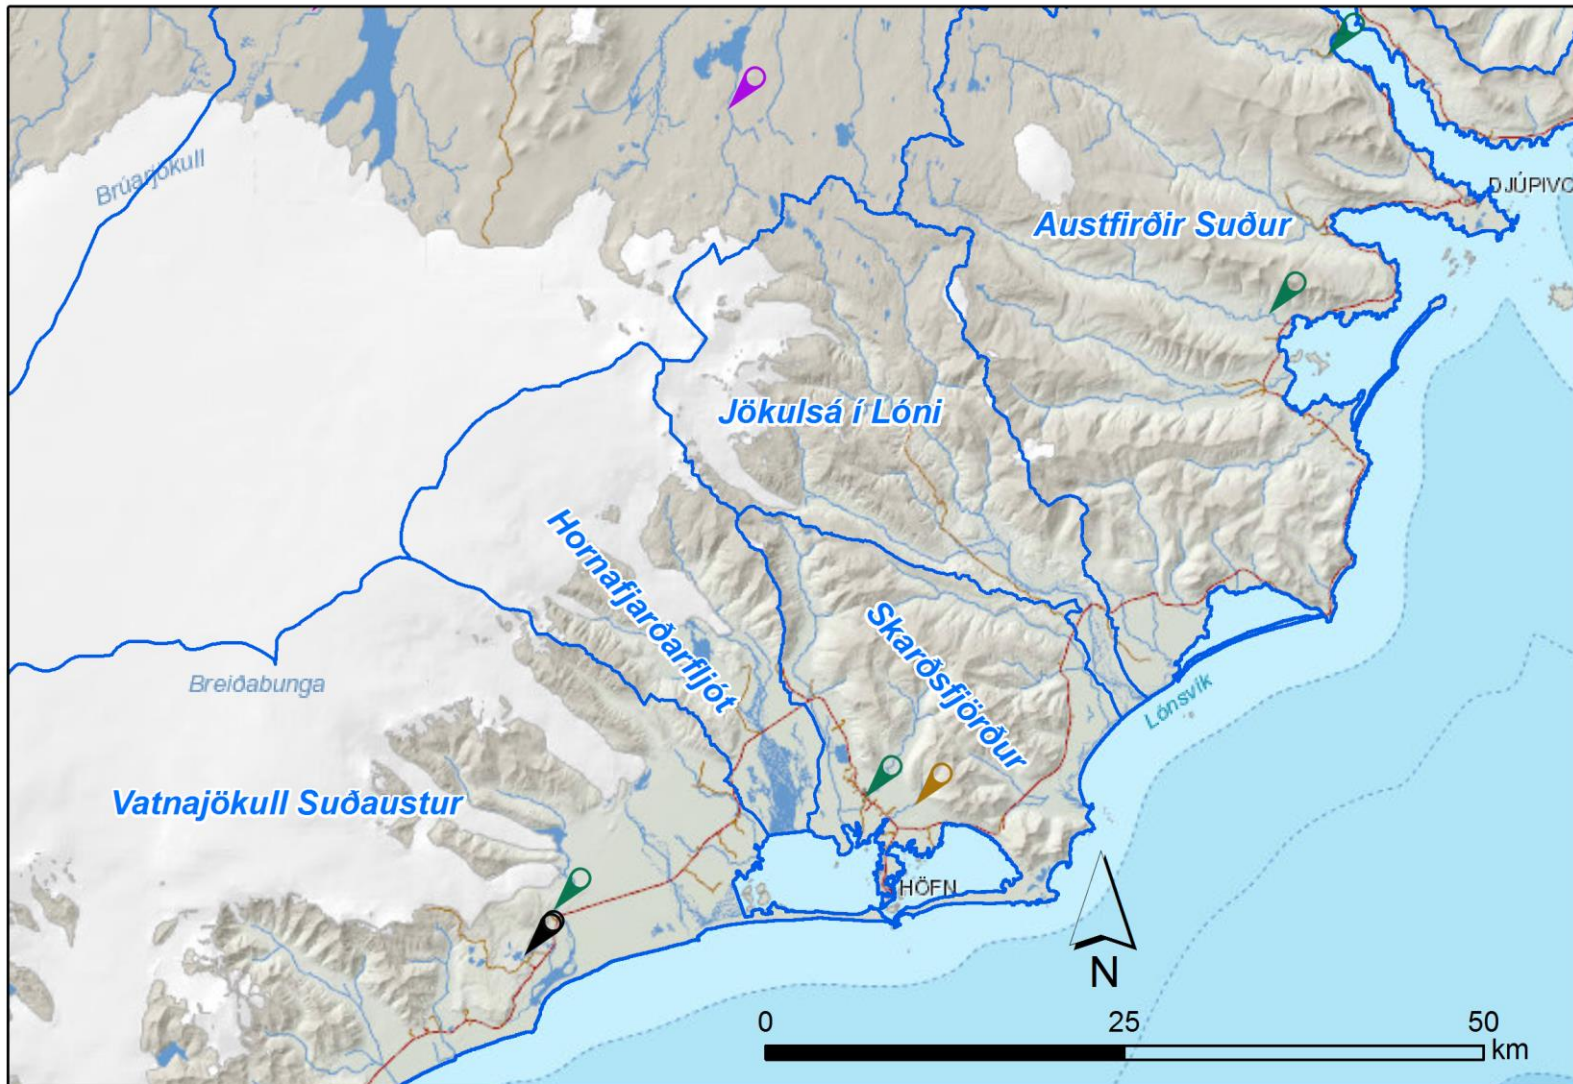 Brúarjökull
DJÚPIVO
Austfirðir Suður
Jökulsá í Lóni
Hornafjarðarfljót
Skarðsfjörður
Breiðabunga
Lónsvík
Vatnajökull Suðaustur
HÖFN
N
0 25 50
km